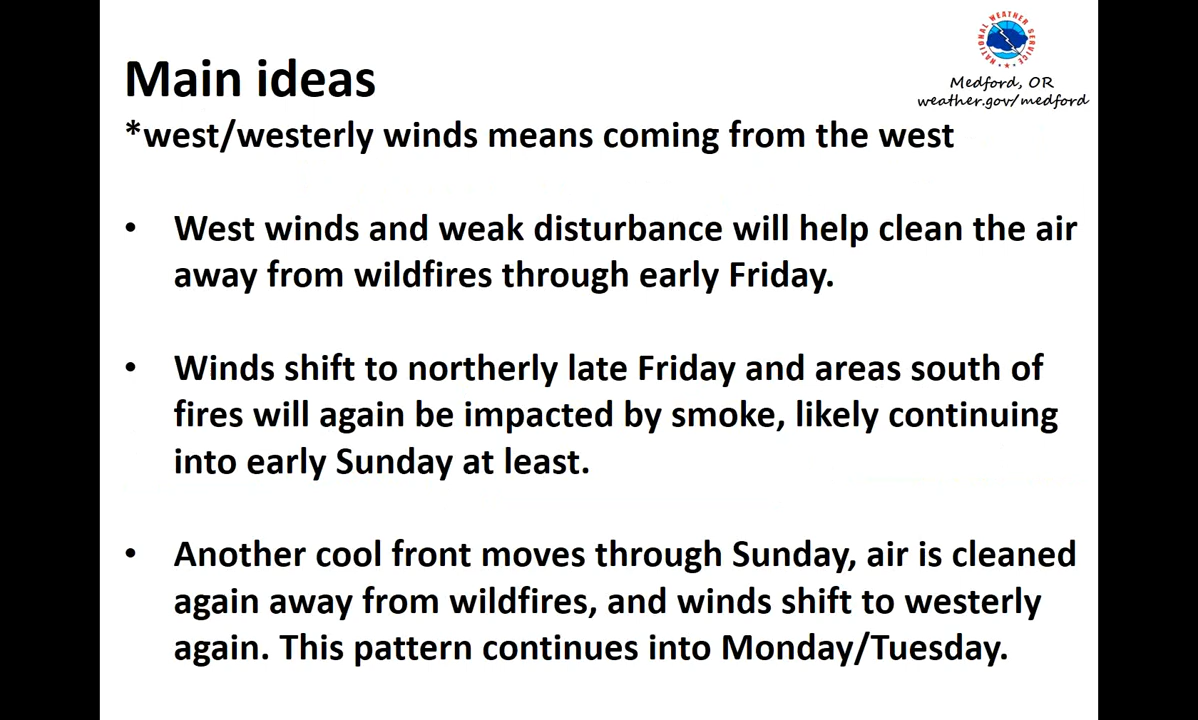 NATIONAL WEATHER SERVICE
Medford, OR
weather.gov/medford
Main ideas
*west/westerly winds means coming from the west
• West winds and weak disturbance will help clean the air
away from wildfires through early Friday.
• Winds shift to northerly late Friday and areas south of
fires will again be impacted by smoke, likely continuing
into early Sunday at least.
• Another cool front moves through Sunday, air is cleaned
again away from wildfires, and winds shift to westerly
again. This pattern continues into Monday/Tuesday.